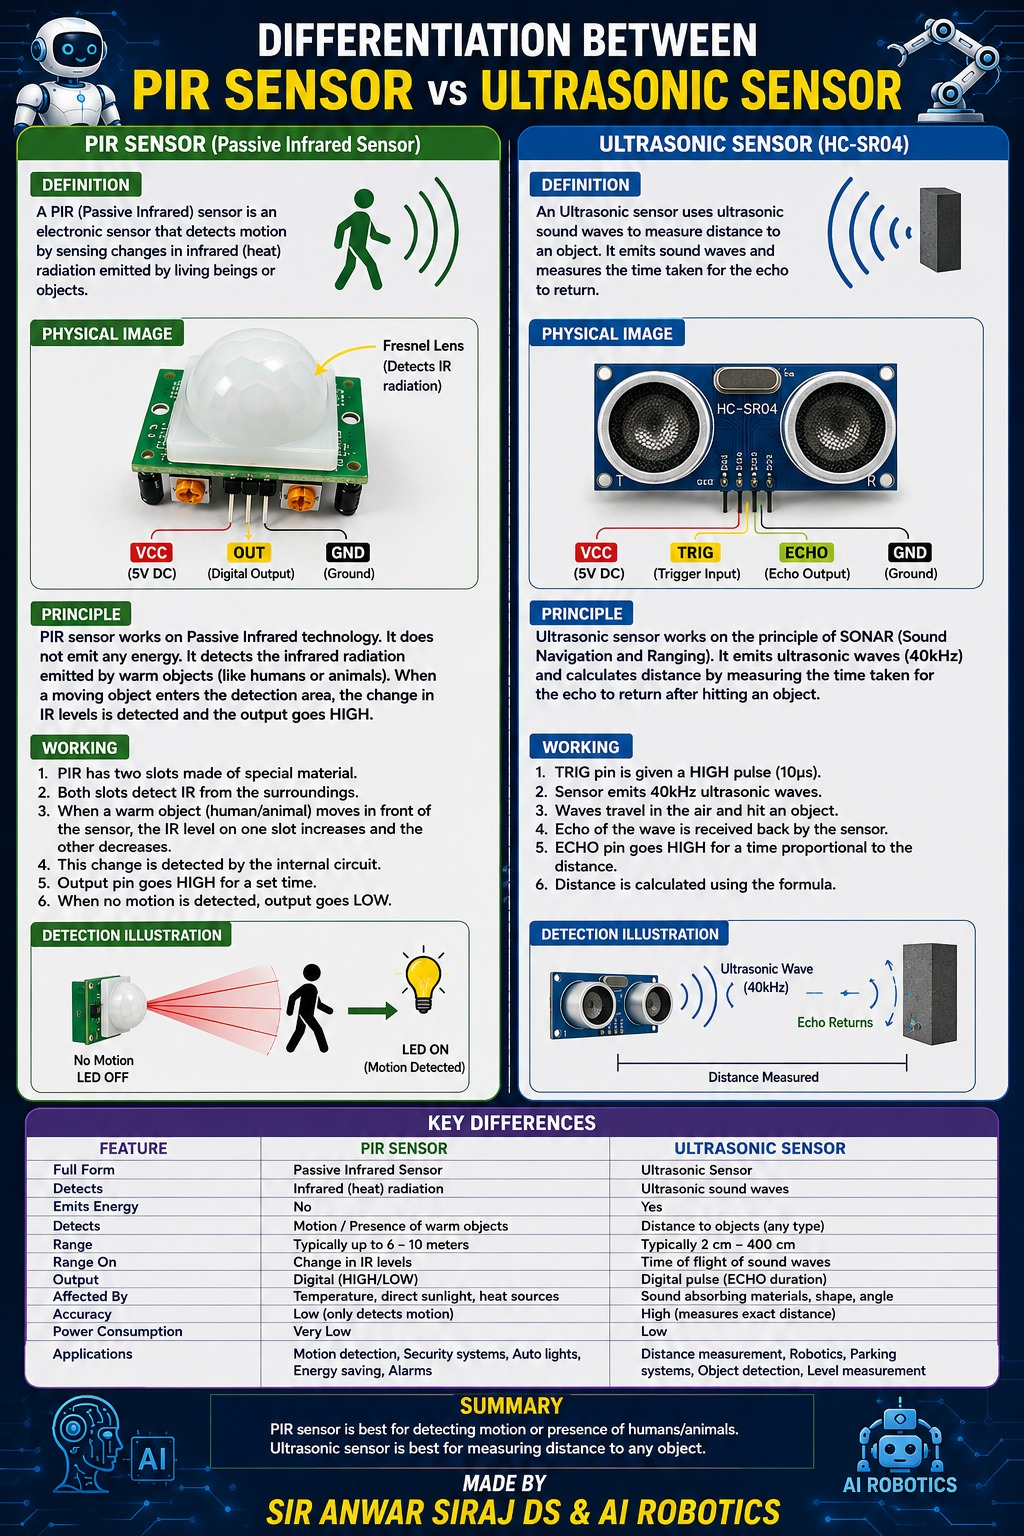 DIFFERENTIATION BETWEEN
PIR SENSOR vs ULTRASONIC SENSOR
PIR SENSOR (Passive Infrared Sensor)
DEFINITION
A PIR (Passive Infrared) sensor is an
electronic sensor that detects motion
by sensing changes in infrared (heat)
radiation emitted by living beings or
objects.
PHYSICAL IMAGE
Fresnel Lens
(Detects IR
radiation)
VCC
(5V DC)
OUT
(Digital Output)
GND
(Ground)
PRINCIPLE
PIR sensor works on Passive Infrared technology. It does
not emit any energy. It detects the infrared radiation
emitted by warm objects (like humans or animals). When
a moving object enters the detection area, the change in
IR levels is detected and the output goes HIGH.
WORKING
1. PIR has two slots made of special material.
2. Both slots detect IR from the surroundings.
3. When a warm object (human/animal) moves in front of
the sensor, the IR level on one slot increases and the
other decreases.
4. This change is detected by the internal circuit.
5. Output pin goes HIGH for a set time.
6. When no motion is detected, output goes LOW.
DETECTION ILLUSTRATION
No Motion
LED OFF
LED ON
(Motion Detected)
ULTRASONIC SENSOR (HC-SR04)
DEFINITION
An Ultrasonic sensor uses ultrasonic
sound waves to measure distance to
an object. It emits sound waves and
measures the time taken for the echo
to return.
PHYSICAL IMAGE
HC-SR04
T
R
VCC
(5V DC)
TRIG
(Trigger Input)
ECHO
(Echo Output)
GND
(Ground)
PRINCIPLE
Ultrasonic sensor works on the principle of SONAR (Sound
Navigation and Ranging). It emits ultrasonic waves (40kHz)
and calculates distance by measuring the time taken for
the echo to return after hitting an object.
WORKING
1. TRIG pin is given a HIGH pulse (10µs).
2. Sensor emits 40kHz ultrasonic waves.
3. Waves travel in the air and hit an object.
4. Echo of the wave is received back by the sensor.
5. ECHO pin goes HIGH for a time proportional to the
distance.
6. Distance is calculated using the formula.
DETECTION ILLUSTRATION
Ultrasonic Wave
(40kHz)
Echo Returns
Distance Measured
KEY DIFFERENCES
FEATURE PIR SENSOR ULTRASONIC SENSOR
Full Form Passive Infrared Sensor Ultrasonic Sensor
Detects Infrared (heat) radiation Ultrasonic sound waves
Emits Energy No Yes
Detects Motion / Presence of warm objects Distance to objects (any type)
Range Typically up to 6 – 10 meters Typically 2 cm – 400 cm
Range On Change in IR levels Time of flight of sound waves
Output Digital (HIGH/LOW) Digital pulse (ECHO duration)
Affected By Temperature, direct sunlight, heat sources Sound absorbing materials, shape, angle
Accuracy Low (only detects motion) High (measures exact distance)
Power Consumption Very Low Low
Applications Motion detection, Security systems, Auto lights, Distance measurement, Robotics, Parking
Energy saving, Alarms systems, Object detection, Level measurement
SUMMARY
PIR sensor is best for detecting motion or presence of humans/animals.
Ultrasonic sensor is best for measuring distance to any object.
AI
AI ROBOTICS
MADE BY
SIR ANWAR SIRAJ DS & AI ROBOTICS